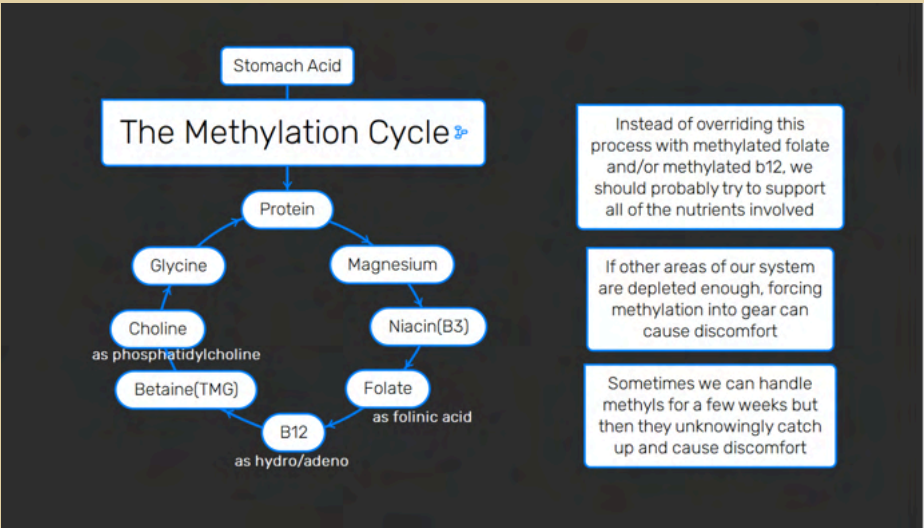 Stomach Acid
The Methylation Cycle
Protein
Magnesium
Niacin(B3)
Folate
as folinic acid
B12
as hydro/adeno
Betaine(TMG)
Choline
as phosphatidylcholine
Glycine
Instead of overriding this
process with methylated folate
and/or methylated b12, we
should probably try to support
all of the nutrients involved
If other areas of our system
are depleted enough, forcing
methylation into gear can
cause discomfort
Sometimes we can handle
methyls for a few weeks but
then they unknowingly catch
up and cause discomfort